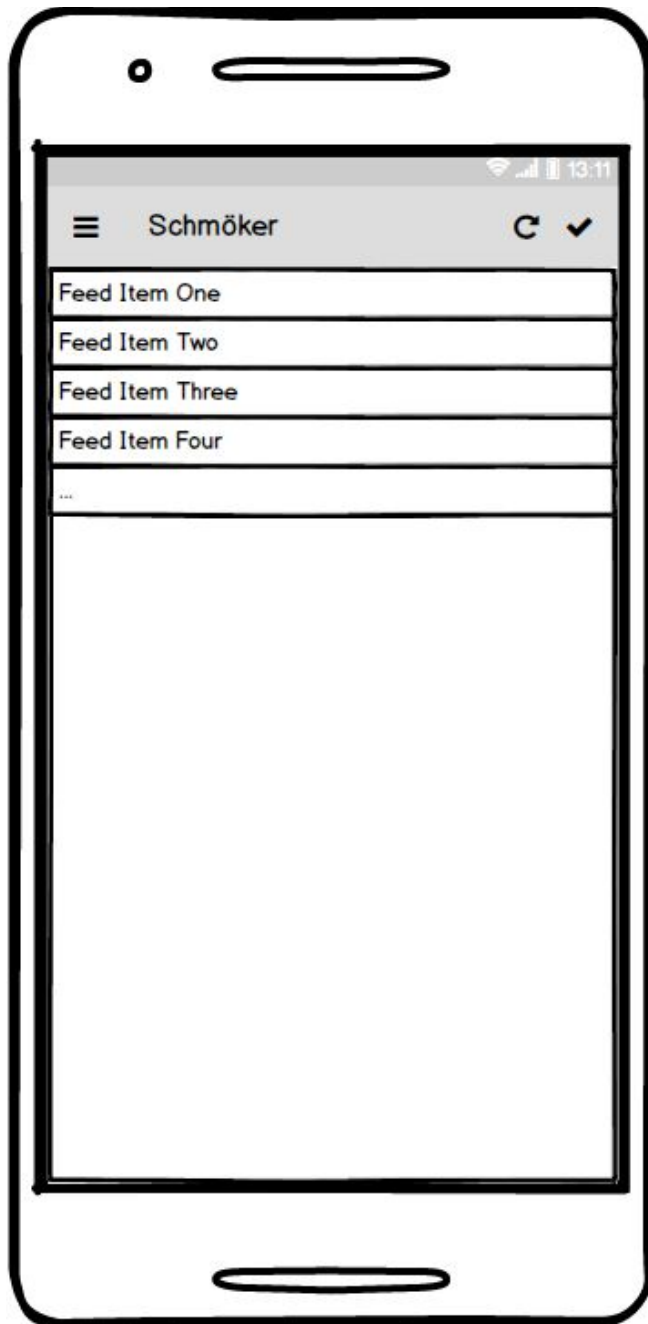 13:11
Schmöker
Feed Item One
Feed Item Two
Feed Item Three
Feed Item Four
...